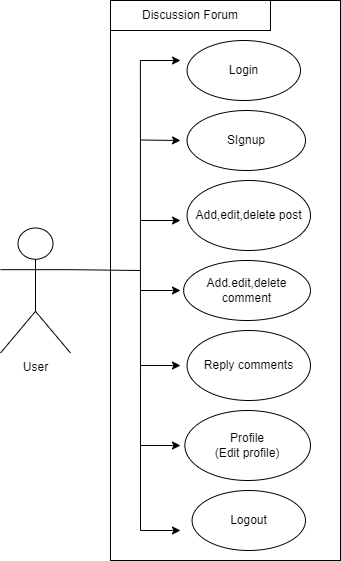 Discussion Forum
Login
SIgnup
Add,edit,delete post
Add.edit,delete
comment
Reply comments
Profile
(Edit profile)
Logout
User